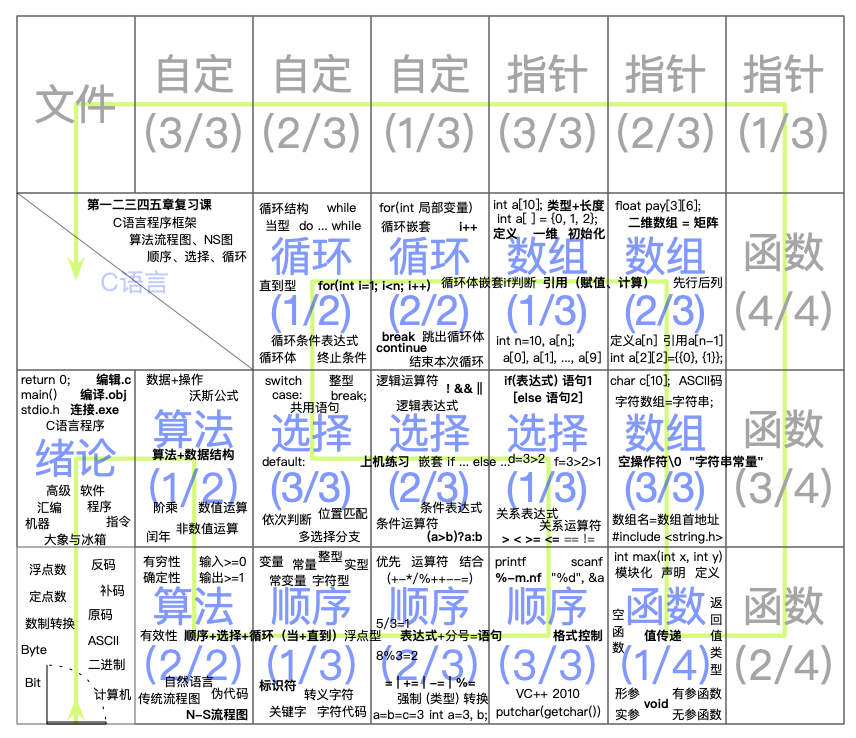 文件
自定
(3/3)
自定
(2/3)
自定
(1/3)
指针
(3/3)
指针
(2/3)
指针
(1/3)
第一二三四五章复习课
C语言程序框架
算法流程图、NS图
顺序、选择、循环
C语言
循环结构 while
当型 do ... while
循环
直到型 for(int i=1; i<n; i++)
(1/2)
循环条件表达式
循环体 终止条件
for(int 局部变量)
循环嵌套 i++
循环
循环体嵌套if判断
(2/2)
break 跳出循环体
continue
结束本次循环
int a[10]; 类型+长度
int a[ ] = {0, 1, 2};
定义 一维 初始化
数组
引用（赋值、计算）
(1/3)
int n=10, a[n];
a[0], a[1], ..., a[9]
float pay[3][6];
二维数组 = 矩阵
数组
先行后列
(2/3)
定义a[n] 引用a[n-1]
int a[2][2]={{0}, {1}};
函数
(4/4)
return 0; 编辑.c
main() 编译.obj
stdio.h 连接.exe
C语言程序
绪论
高级 软件
汇编 程序
机器 指令
大象与冰箱
数据+操作
沃斯公式
算法
算法+数据结构
(1/2)
阶乘 数值运算
闰年 非数值运算
switch 整型
case: break;
共用语句
选择
default:
(3/3)
依次判断 位置匹配
多选择分支
逻辑运算符 ! && ||
逻辑表达式
选择
上机练习 嵌套 if ... else ...
(2/3)
条件表达式
条件运算符
(a>b)?a:b
if(表达式) 语句1
[else 语句2]
选择
d=3>2 f=3>2>1
(1/3)
关系表达式
关系运算符
> < >= <= == !=
char c[10]; ASCII码
字符数组=字符串;
数组
空操作符\0 "字符串常量"
(3/3)
数组名=数组首地址
#include <string.h>
函数
(3/4)
浮点数 反码
定点数 补码
数制转换 原码
ASCII
Byte 二进制
Bit 计算机
有穷性 输入>=0
确定性 输出>=1
算法
有效性 顺序+选择+循环（当+直到）
(2/2)
自然语言
传统流程图 伪代码
N-S流程图
变量 常量 整型 实型
常变量 字符型
顺序
浮点型
(1/3)
标识符 转义字符
关键字 字符代码
优先 运算符 结合
(+-*/%++--=)
顺序
5/3=1
表达式+分号=语句
8%3=2
(2/3)
= | += | -= | %=
强制 (类型) 转换
a=b=c=3 int a=3, b;
printf scanf
%-m.nf "%d", &a
顺序
格式控制
(3/3)
VC++ 2010
putchar(getchar())
int max(int x, int y)
模块化 声明 定义
函数
空函数
返回值类型
值传递
(1/4)
形参 void 有参函数
实参 无参函数
函数
(2/4)